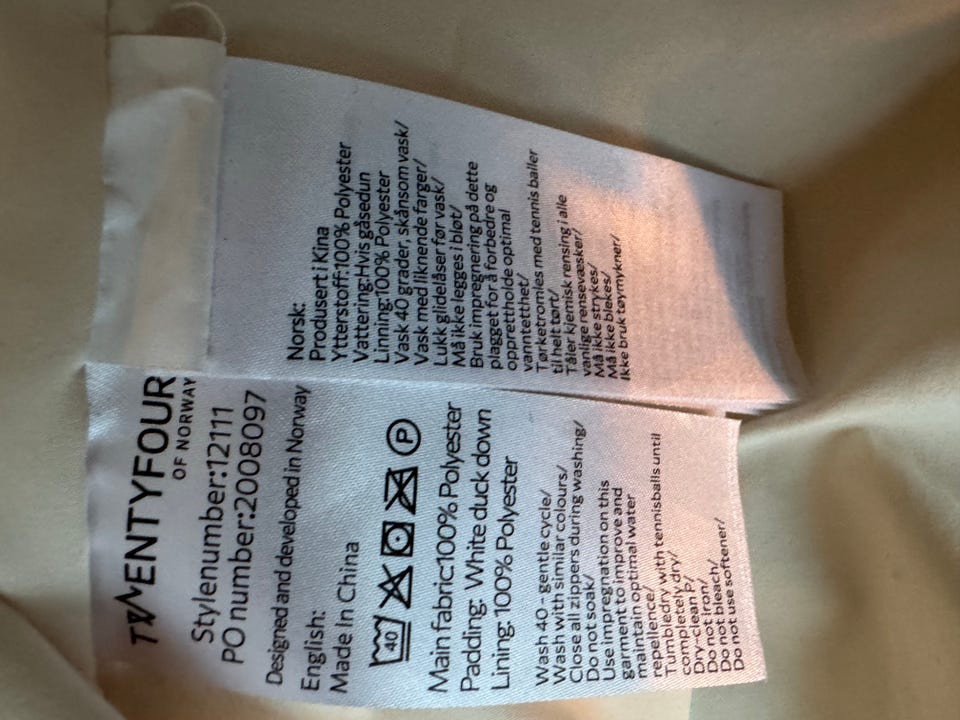 TWENTYFOUR
OF NORWAY
Stylenumber:12111
PO number:2008097
Designed and developed in Norway
English:
Made In China
40
P
Main fabric100% Polyester
Padding: White duck down
Lining: 100% Polyester
Wash 40 - gentle cycle/
Wash with similar colours/
Close all zippers during washing/
Do not soak/
Use impregnation on this
garment to improve and
maintain optimal water
repellence/
Tumbledry with tennisballs until
completely dry/
Dry-clean P/
Do not iron/
Do not bleach/
Do not use softener/
Norsk:
Produsert i Kina
Ytterstoff:100% Polyester
Vattering:Hvis gåsedun
Linning:100% Polyester
Vask 40 grader, skånsom vask/
Vask med liknende farger/
Lukk glidelåser før vask/
Må ikke legges i bløt/
Bruk impregnering på dette
plagget for å forbedre og
opprettholde optimal
vanntetthet/
Tørketromles med tennis baller
til helt tørt/
Tåler kjemisk rensing i alle
vanlige rensevæsker/
Må ikke strykes/
Må ikke blekes/
Ikke bruk tøymykner/